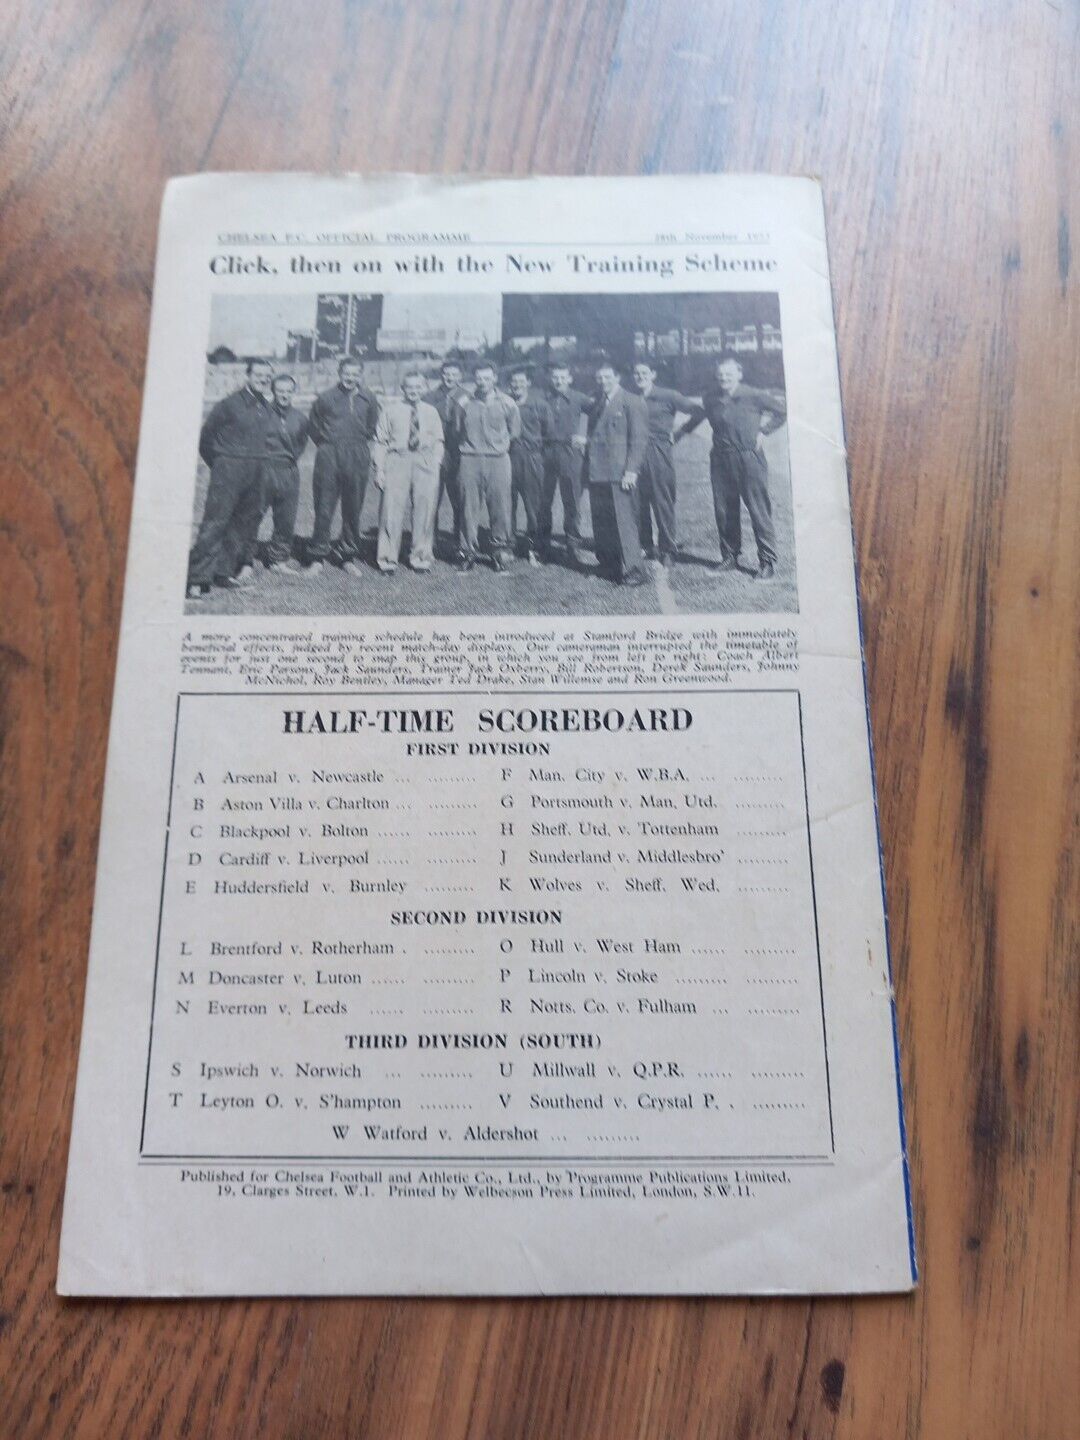 CHELSEA F.C. OFFICIAL PROGRAMME 28th November 1953
Click, then on with the New Training Scheme
A more concentrated training schedule has been introduced at Stamford Bridge with immediately
beneficial effects, judged by recent match-day displays. Our cameraman interrupted the timetable of
events for just one second to snap this group, in which you see from left to right: Coach Albert
Tennant, Eric Parsons, Jack Saunders, Trainer Jack Oxberry, Bill Robertson, Derek Saunders, Johnny
McNichol, Roy Bentley, Manager Ted Drake, Stan Willemse and Ron Greenwood.
HALF-TIME SCOREBOARD
FIRST DIVISION
A Arsenal v. Newcastle ... ......... F Man. City v. W.B.A. ... .........
B Aston Villa v. Charlton ... ......... G Portsmouth v. Man, Utd. .........
C Blackpool v. Bolton ...... ......... H Sheff. Utd. v. Tottenham .........
D Cardiff v. Liverpool ...... ......... J Sunderland v. Middlesbro' .........
E Huddersfield v. Burnley ......... K Wolves v. Sheff. Wed. .........
SECOND DIVISION
L Brentford v. Rotherham . ......... O Hull v. West Ham ...... .........
M Doncaster v. Luton ...... ......... P Lincoln v. Stoke ......... .........
N Everton v. Leeds ...... ......... R Notts. Co. v. Fulham ... .........
THIRD DIVISION (SOUTH)
S Ipswich v. Norwich ... ......... U Millwall v. Q.P.R. ...... .........
T Leyton O. v. S'hampton ......... V Southend v. Crystal P. . .........
W Watford v. Aldershot ... .........
Published for Chelsea Football and Athletic Co., Ltd., by Programme Publications Limited,
19, Clarges Street, W.1. Printed by Welbecson Press Limited, London, S.W.11.